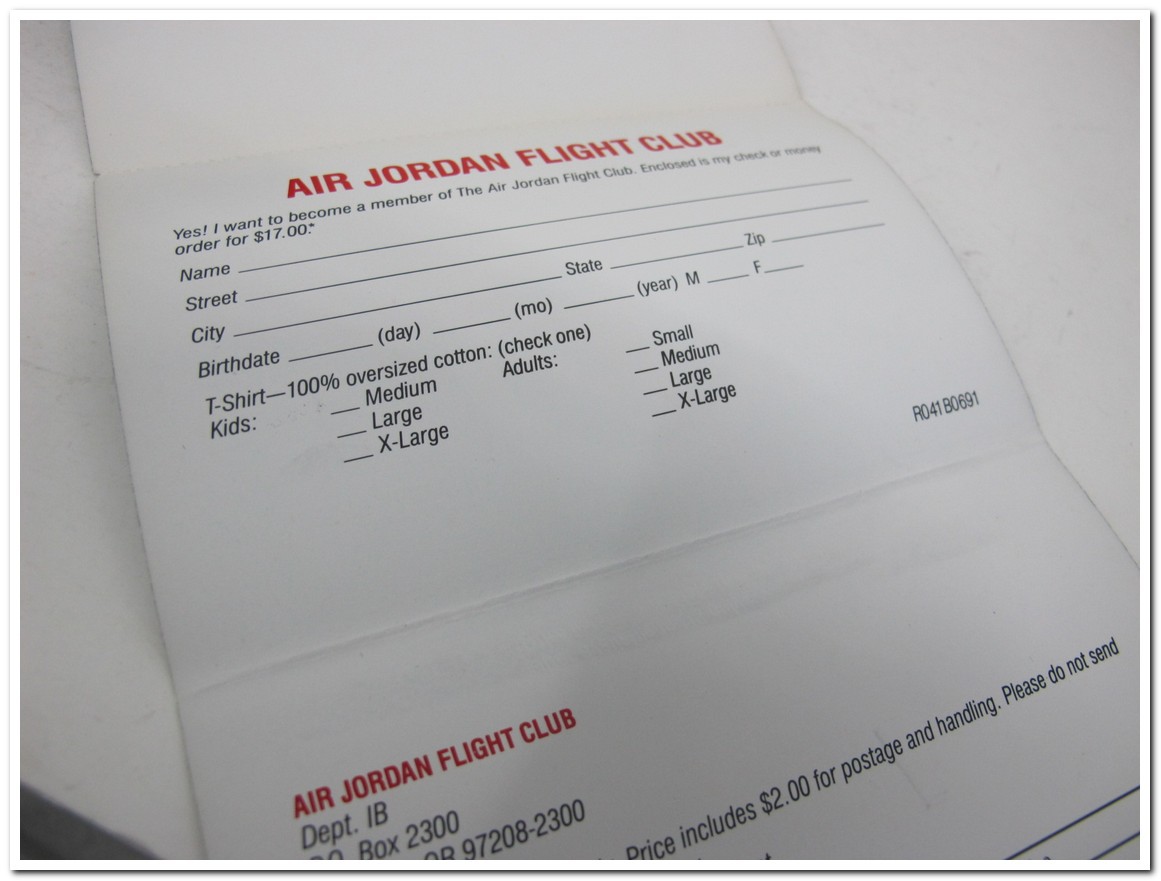 AIR JORDAN FLIGHT CLUB
Yes! I want to become a member of The Air Jordan Flight Club. Enclosed is my check or money
order for $17.00.*
Name
Street
City State Zip
Birthdate (day) (mo) (year) M F
T-Shirt—100% oversized cotton: (check one)
Kids: Medium
Large
X-Large
Adults: Small
Medium
Large
X-Large
R041B0691
AIR JORDAN FLIGHT CLUB
Dept. IB
P.O. Box 2300
OR 97208-2300
Price includes $2.00 for postage and handling. Please do not send